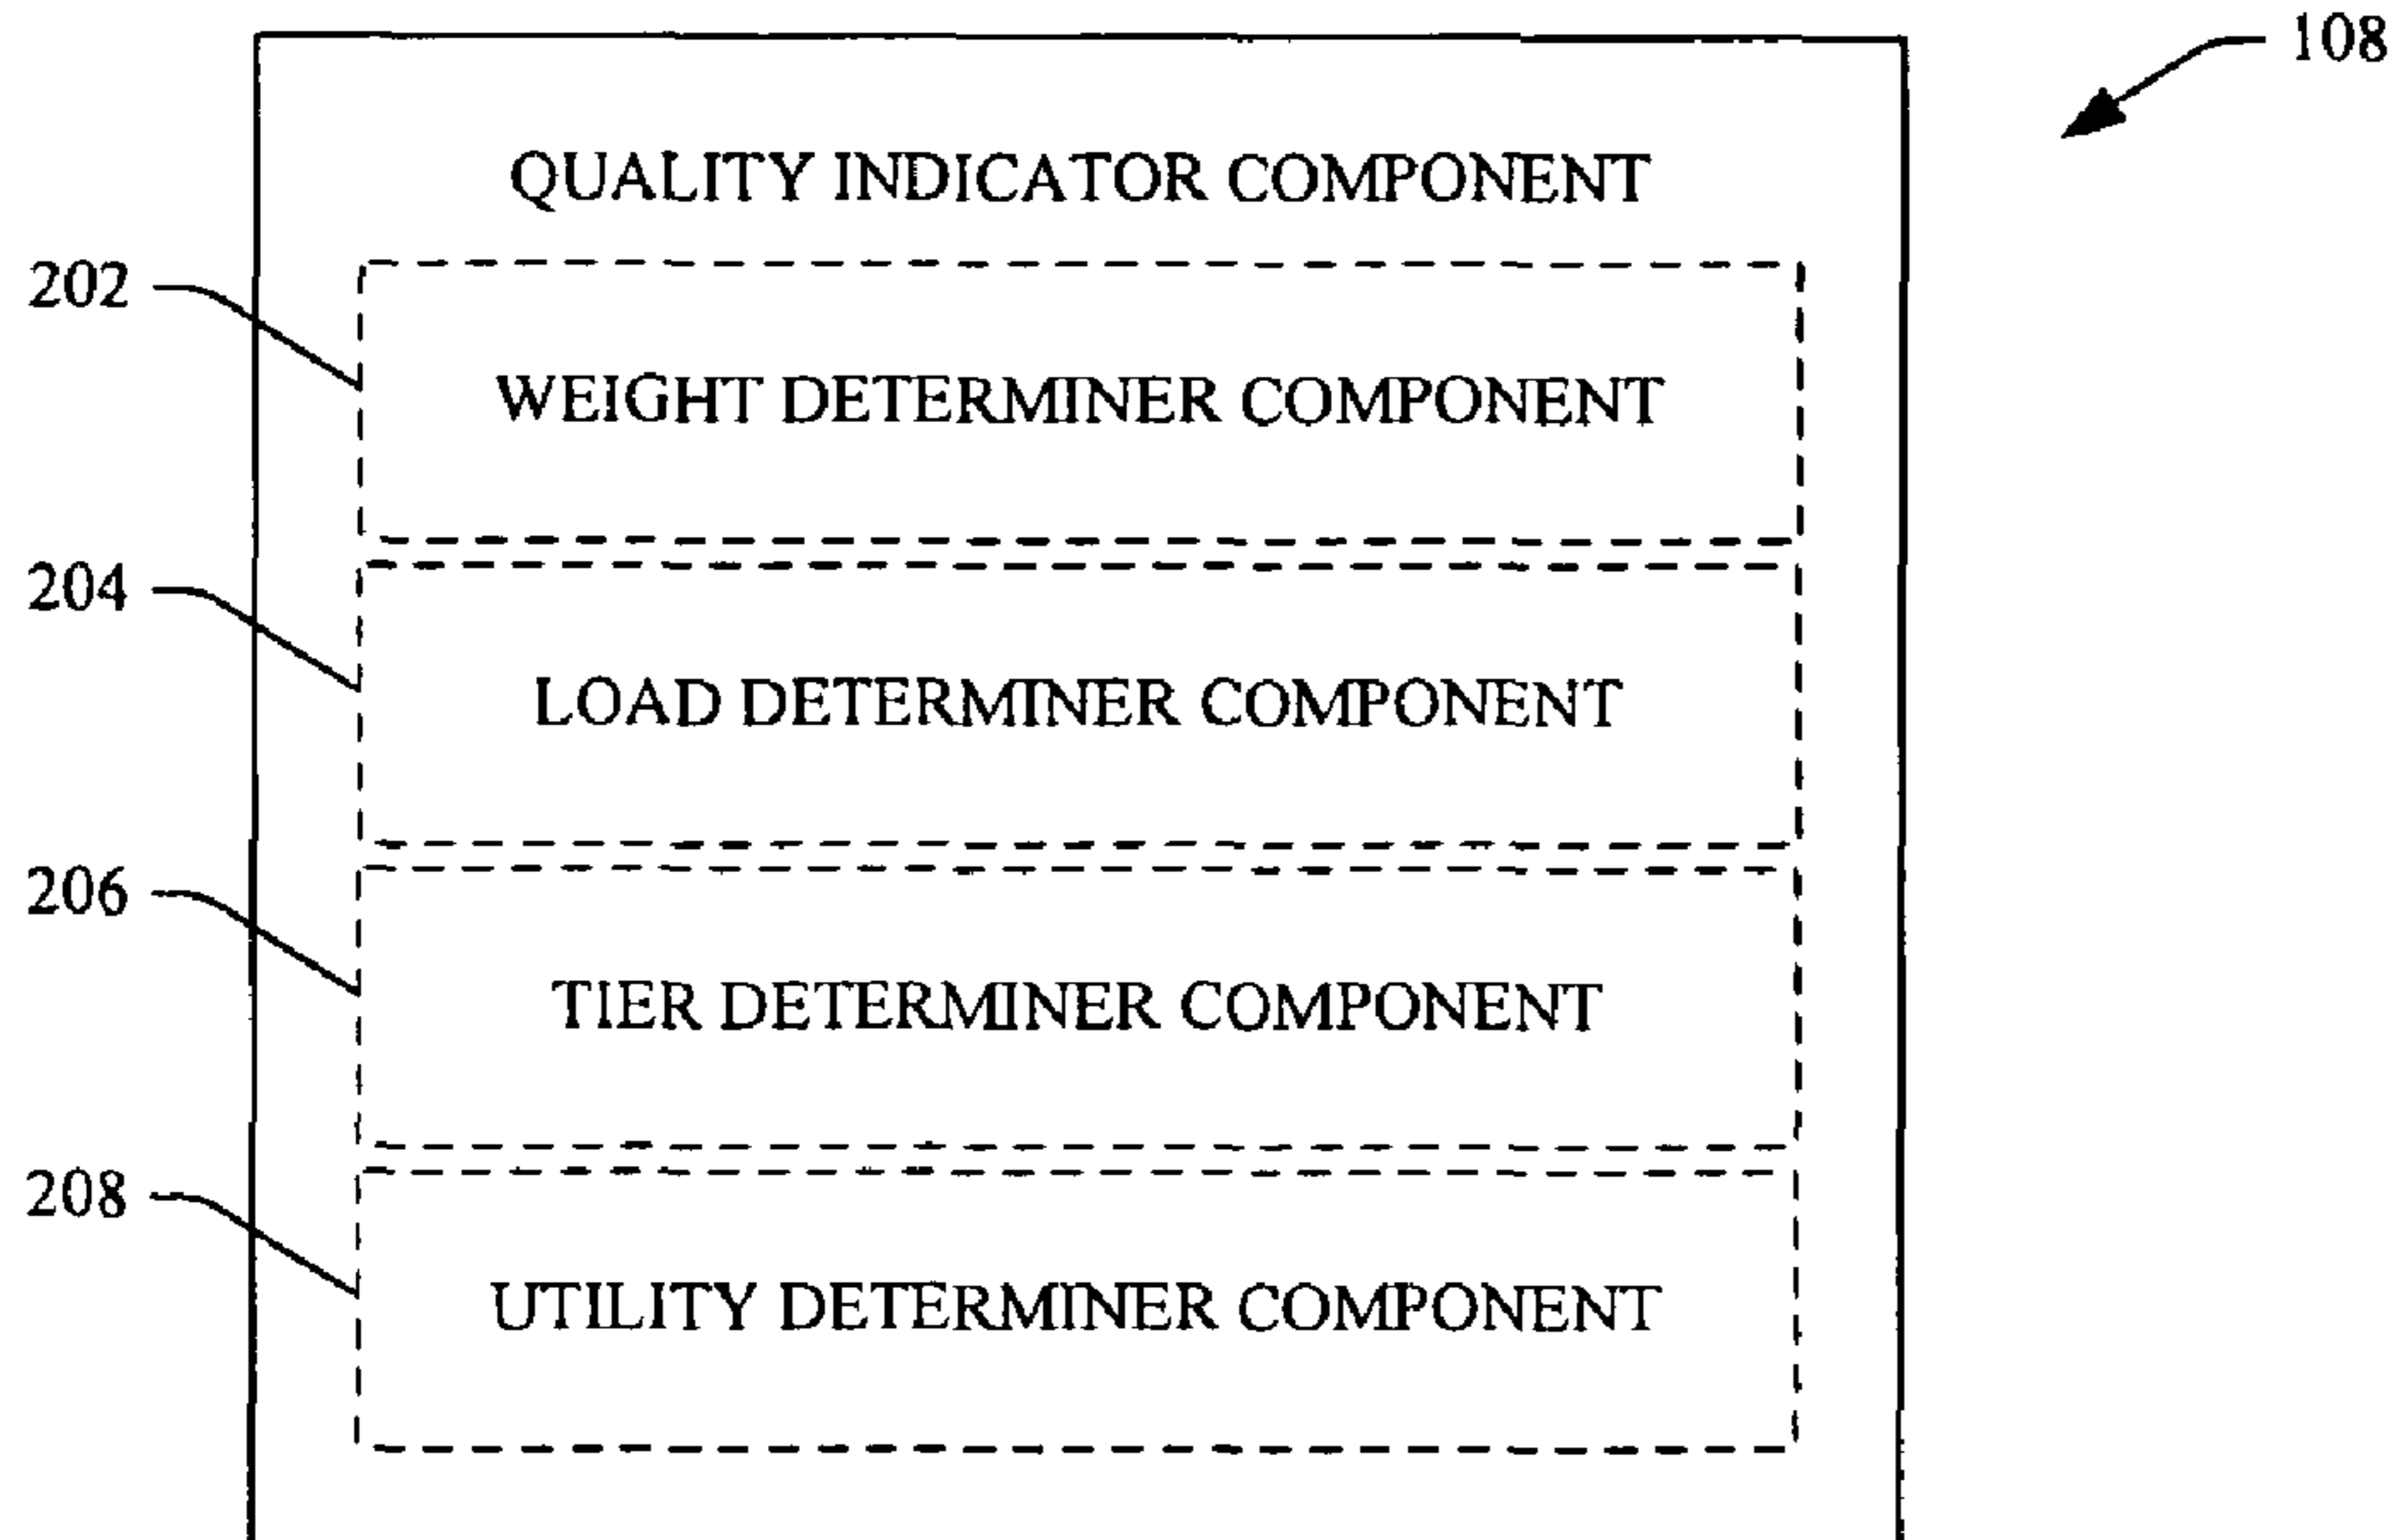 108
QUALITY INDICATOR COMPONENT
202
WEIGHT DETERMINER COMPONENT
204
LOAD DETERMINER COMPONENT
206
TIER DETERMINER COMPONENT
208
UTILITY DETERMINER COMPONENT